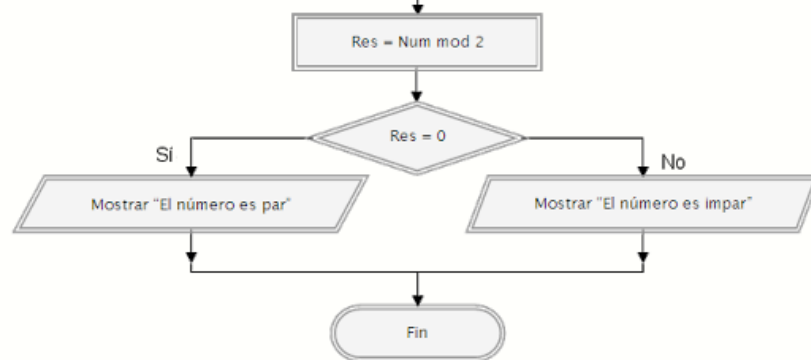 Res = Num mod 2
Res = 0
Sí
No
Mostrar "El número es par"
Mostrar "El número es impar"
Fin